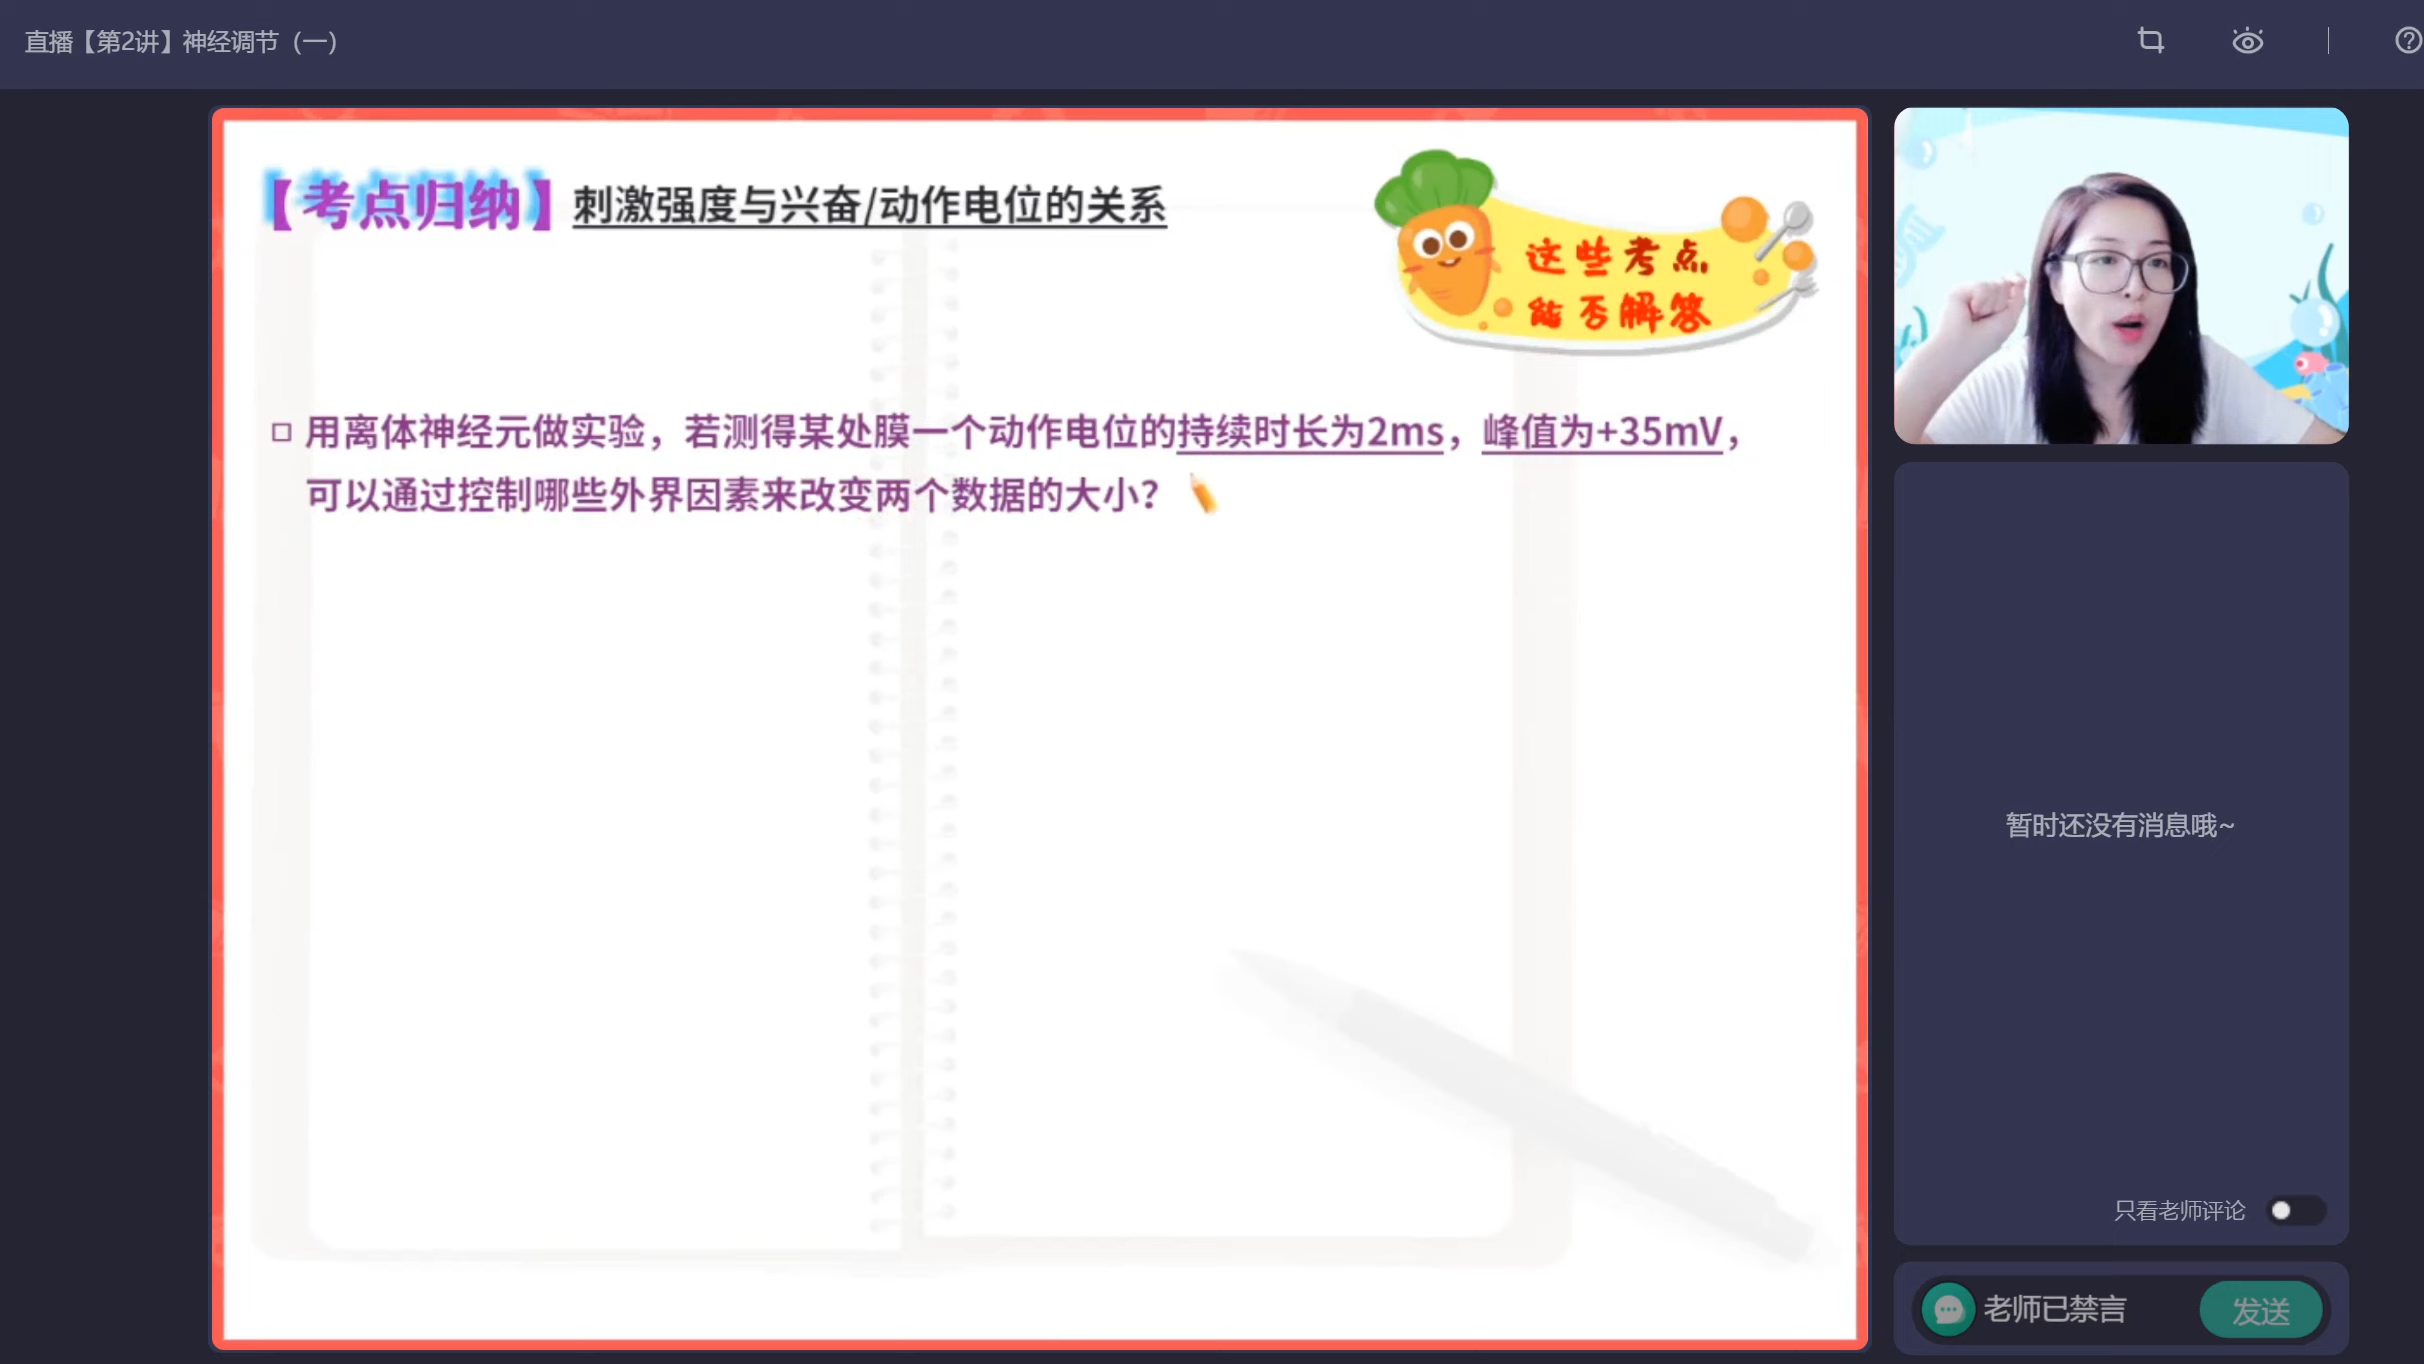 直播【第2讲】神经调节（一）
【考点归纳】刺激强度与兴奋/动作电位的关系
这些考点
能否解答
用离体神经元做实验，若测得某处膜一个动作电位的持续时长为2ms，峰值为+35mV，
可以通过控制哪些外界因素来改变两个数据的大小？
暂时还没有消息哦~
只看老师评论
老师已禁言
发送